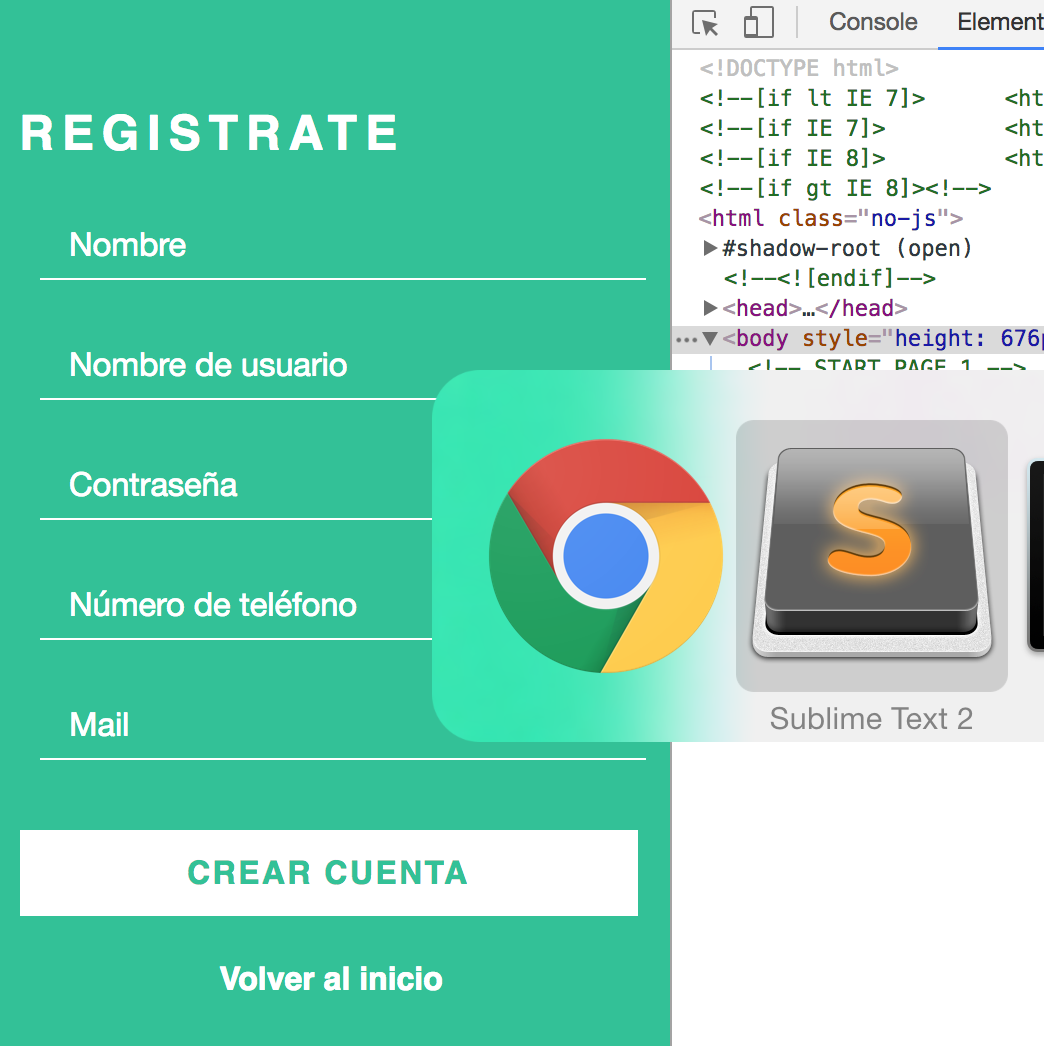 REGISTRATE
Nombre
Nombre de usuario
Contraseña
Número de teléfono
Mail
CREAR CUENTA
Volver al inicio
Console Element
<!DOCTYPE html>
<!--[if lt IE 7]> <ht
<!--[if IE 7]> <ht
<!--[if IE 8]> <ht
<!--[if gt IE 8]><!-->
<html class="no-js">
#shadow-root (open)
<!--<![endif]-->
<head>…</head>
<body style="height: 676p
<!-- START PAGE 1 -->
S
Sublime Text 2